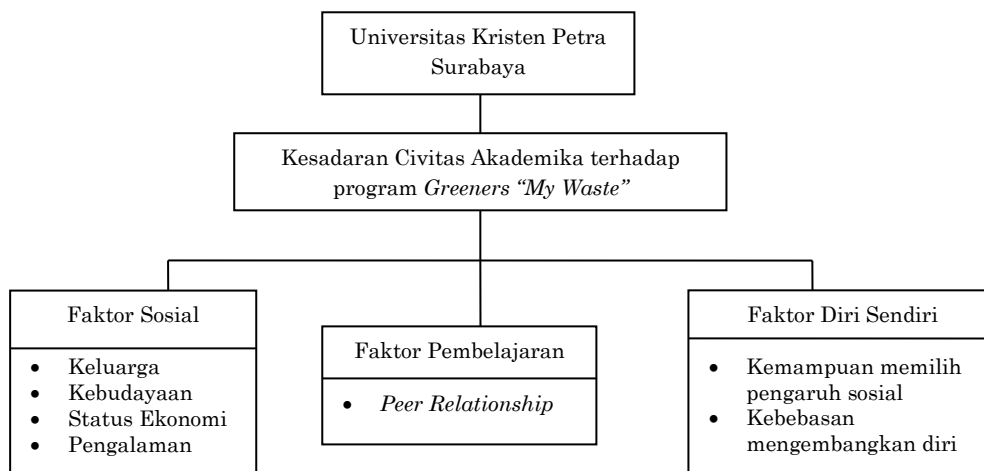 Universitas Kristen Petra
Surabaya
Kesadaran Civitas Akademika terhadap
program Greeners “My Waste”
Faktor Sosial
• Keluarga
• Kebudayaan
• Status Ekonomi
• Pengalaman
Faktor Pembelajaran
• Peer Relationship
Faktor Diri Sendiri
• Kemampuan memilih
pengaruh sosial
• Kebebasan
mengembangkan diri